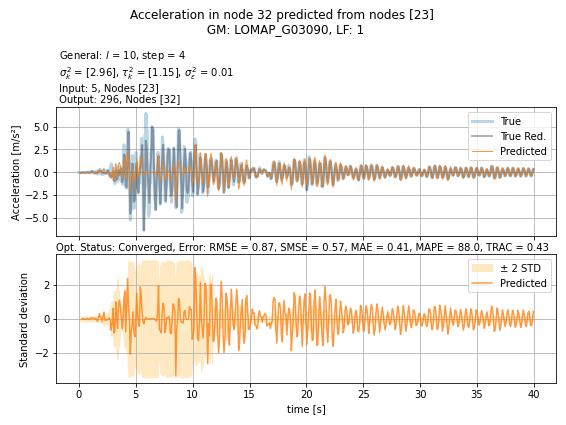 Acceleration in node 32 predicted from nodes [23]
GM: LOMAP_G03090, LF: 1
General: l = 10, step = 4
σ²ₖ = [2.96], τ²ₖ = [1.15], σ²ε = 0.01
Input: 5, Nodes [23]
Output: 296, Nodes [32]
Acceleration [m/s²]
5.0
2.5
0.0
−2.5
−5.0
True
True Red.
Predicted
Opt. Status: Converged, Error: RMSE = 0.87, SMSE = 0.57, MAE = 0.41, MAPE = 88.0, TRAC = 0.43
Standard deviation
2
0
−2
± 2 STD
Predicted
0 5 10 15 20 25 30 35 40
time [s]